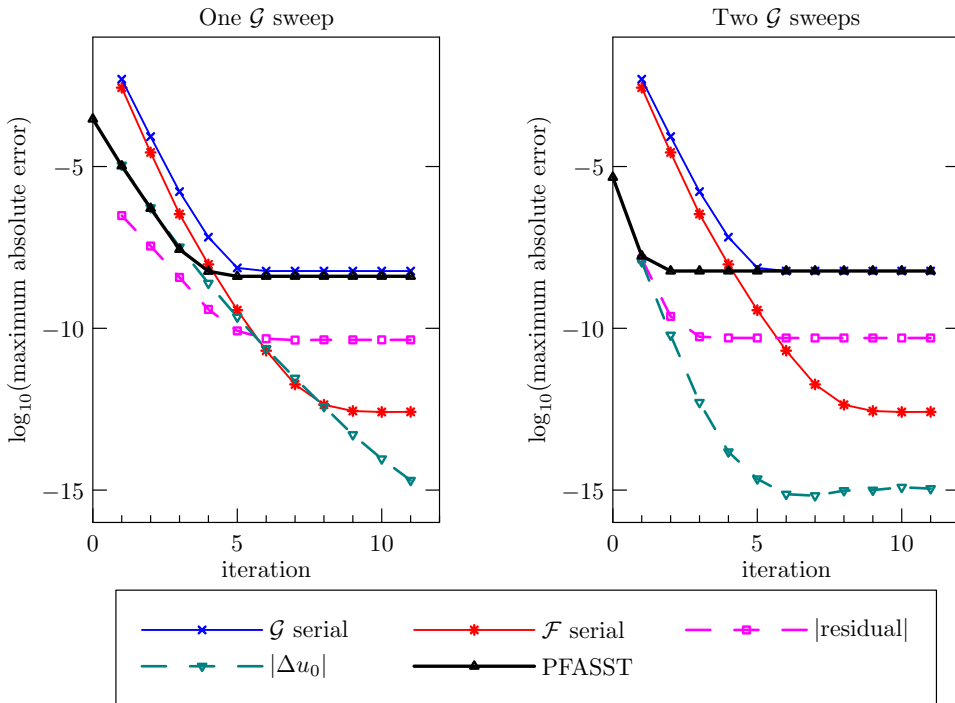 One 𝒢 sweep
Two 𝒢 sweeps
log₁₀(maximum absolute error)
−5
−10
−15
0
5
10
iteration
log₁₀(maximum absolute error)
−5
−10
−15
0
5
10
iteration
𝒢 serial
ℱ serial
|residual|
|Δu₀|
PFASST